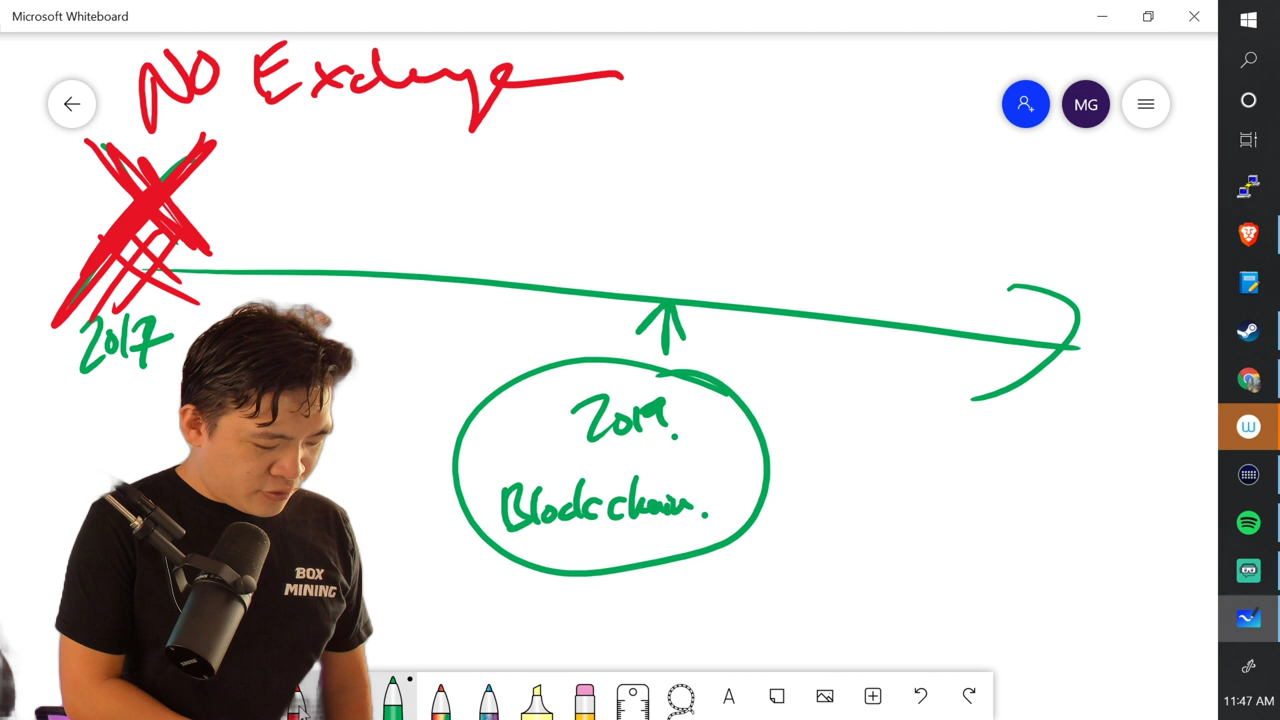 Microsoft Whiteboard
No Exchange
MG
2017
2019.
Blockchain.
BOX
MINING
A
W
11:47 AM